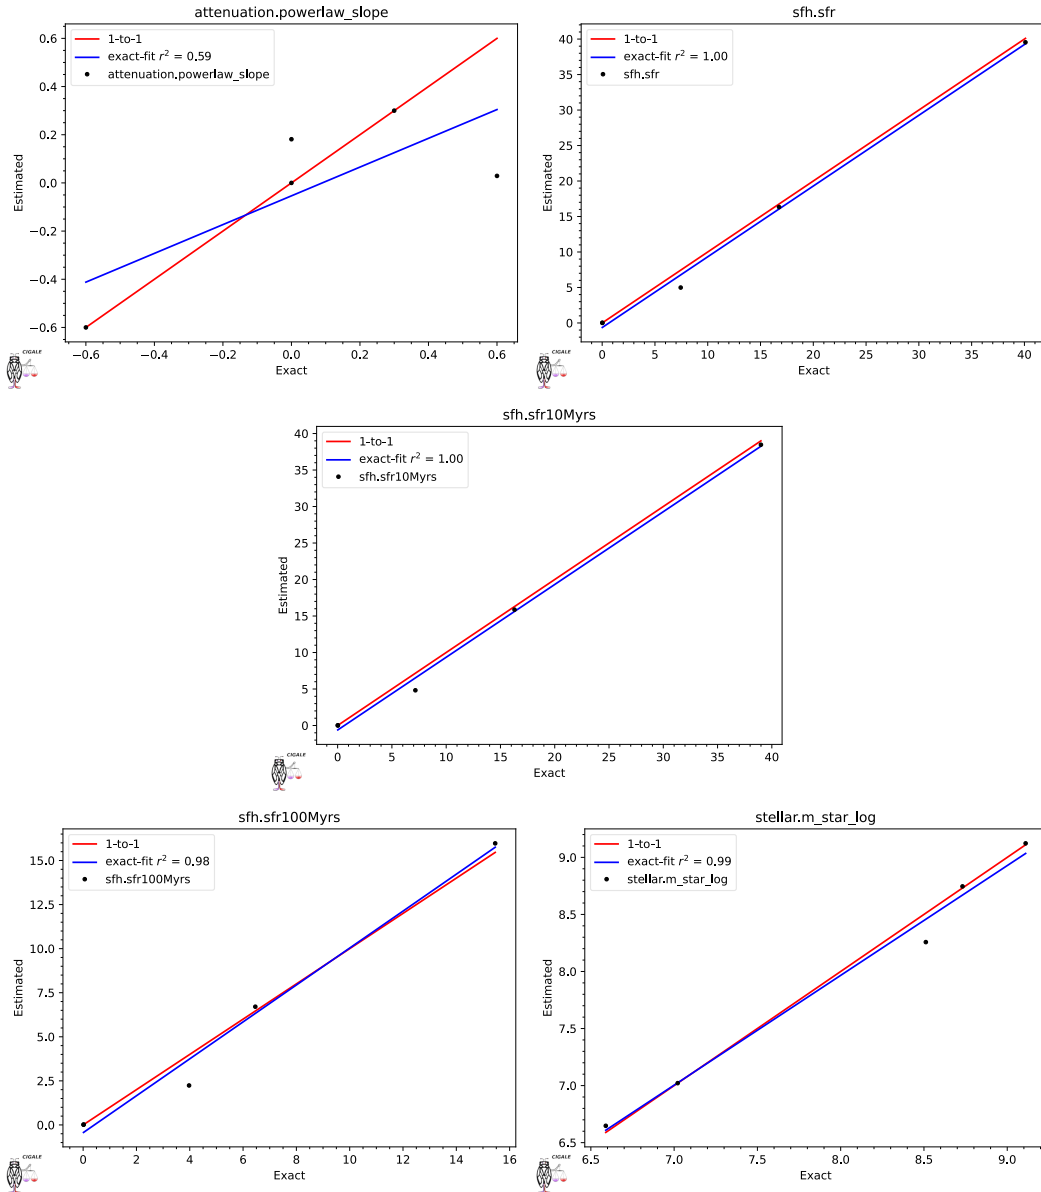 attenuation.powerlaw_slope
1-to-1
exact-fit r² = 0.59
attenuation.powerlaw_slope
0.6
0.4
0.2
0.0
−0.2
−0.4
−0.6
Estimated
−0.6
−0.4
−0.2
0.0
0.2
0.4
0.6
Exact
CIGALE
sfh.sfr
1-to-1
exact-fit r² = 1.00
sfh.sfr
40
35
30
25
20
15
10
5
0
Estimated
0
5
10
15
20
25
30
35
40
Exact
CIGALE
sfh.sfr10Myrs
1-to-1
exact-fit r² = 1.00
sfh.sfr10Myrs
40
35
30
25
20
15
10
5
0
Estimated
0
5
10
15
20
25
30
35
40
Exact
CIGALE
sfh.sfr100Myrs
1-to-1
exact-fit r² = 0.98
sfh.sfr100Myrs
15.0
12.5
10.0
7.5
5.0
2.5
0.0
Estimated
0
2
4
6
8
10
12
14
16
Exact
CIGALE
stellar.m_star_log
1-to-1
exact-fit r² = 0.99
stellar.m_star_log
9.0
8.5
8.0
7.5
7.0
6.5
Estimated
6.5
7.0
7.5
8.0
8.5
9.0
Exact
CIGALE